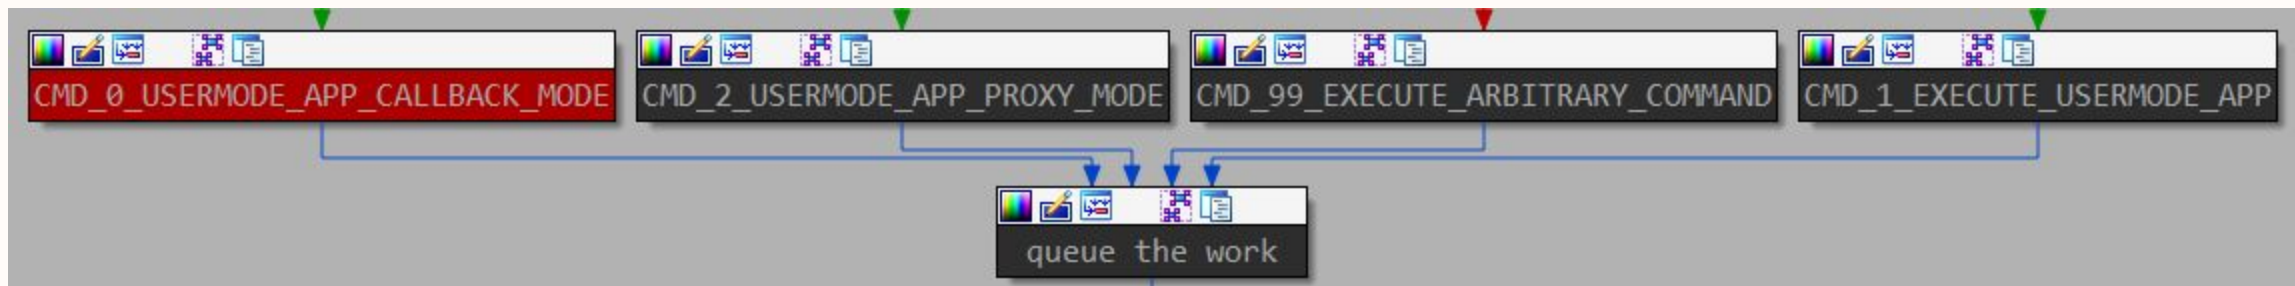 CMD_0_USERMODE_APP_CALLBACK_MODE
CMD_2_USERMODE_APP_PROXY_MODE
CMD_99_EXECUTE_ARBITRARY_COMMAND
CMD_1_EXECUTE_USERMODE_APP
queue the work